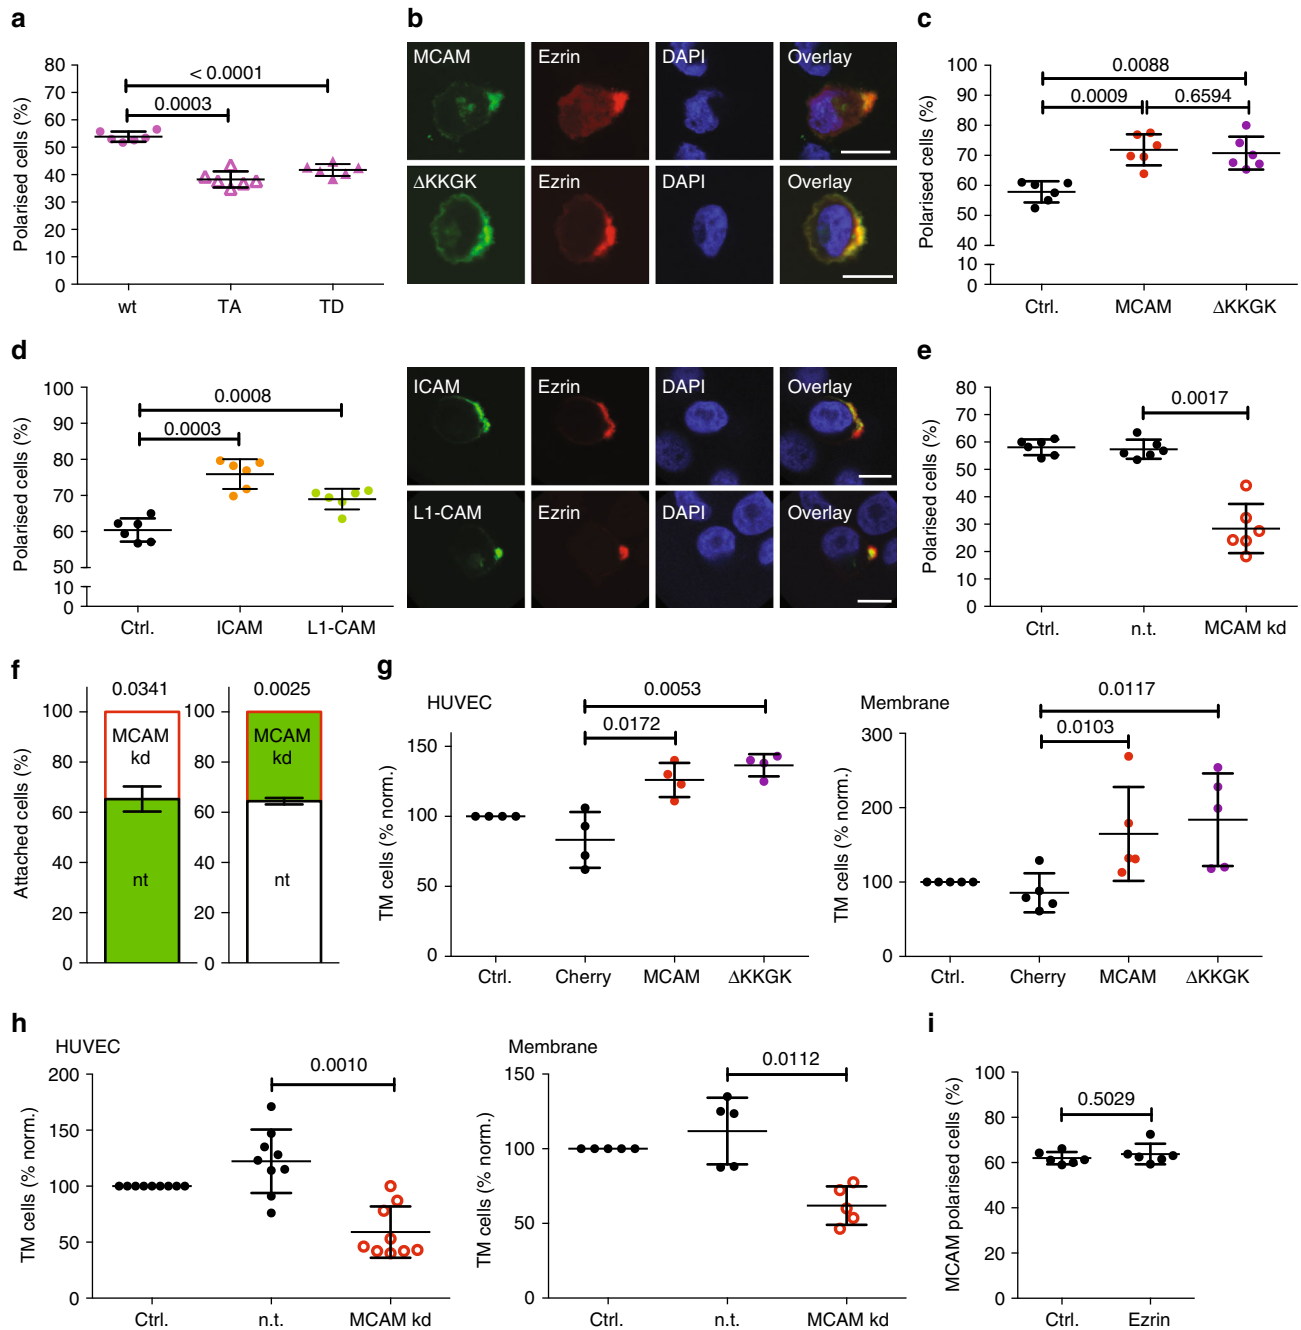 a
Polarised cells (%)
80
70
60
50
40
30
20
10
0
< 0.0001
0.0003
wt
TA
TD
b
MCAM
Ezrin
DAPI
Overlay
ΔKKGK
Ezrin
DAPI
Overlay
c
Polarised cells (%)
100
90
80
70
60
50
40
10
0
0.0088
0.0009
0.6594
Ctrl.
MCAM
ΔKKGK
d
Polarised cells (%)
100
90
80
70
60
50
10
0
0.0008
0.0003
Ctrl.
ICAM
L1-CAM
ICAM
Ezrin
DAPI
Overlay
L1-CAM
Ezrin
DAPI
Overlay
e
Polarised cells (%)
80
70
60
50
40
30
20
10
0
0.0017
Ctrl.
n.t.
MCAM kd
f
Attached cells (%)
0.0341
100
80
60
40
20
0
MCAM
kd
nt
0.0025
100
80
60
40
20
0
MCAM
kd
nt
g
HUVEC
TM cells (% norm.)
150
100
50
0
0.0053
0.0172
Ctrl.
Cherry
MCAM
ΔKKGK
Membrane
TM cells (% norm.)
300
200
100
0
0.0117
0.0103
Ctrl.
Cherry
MCAM
ΔKKGK
h
HUVEC
TM cells (% norm.)
200
150
100
50
0
0.0010
Ctrl.
n.t.
MCAM kd
Membrane
TM cells (% norm.)
150
100
50
0
0.0112
Ctrl.
n.t.
MCAM kd
i
MCAM polarised cells (%)
100
80
60
40
20
0
0.5029
Ctrl.
Ezrin